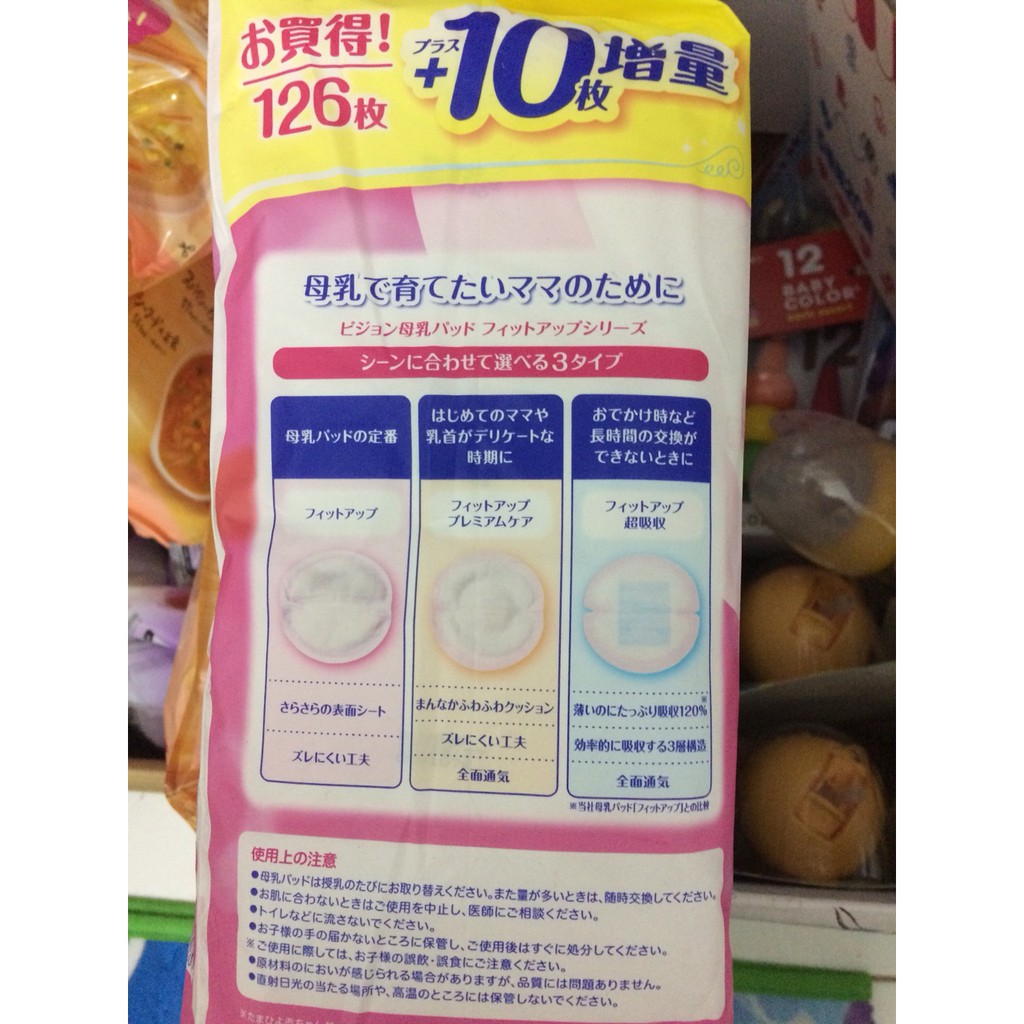 お買得!
126枚
プラス
+10枚増量
母乳で育てたいママのために
ピジョン母乳パッド フィットアップシリーズ
シーンに合わせて選べる3タイプ
母乳パッドの定番
フィットアップ
さらさらの表面シート
ズレにくい工夫
はじめてのママや
乳首がデリケートな
時期に
フィットアップ
プレミアムケア
まんなかふわふわクッション
ズレにくい工夫
全面通気
おでかけ時など
長時間の交換が
できないときに
フィットアップ
超吸収
薄いのにたっぷり吸収120%※
効率的に吸収する3層構造
全面通気
※当社母乳パッド「フィットアップ」との比較
使用上の注意
●母乳パッドは授乳のたびにお取り替えください。また量が多いときは、随時交換してください。
●お肌に合わないときはご使用を中止し、医師にご相談ください。
●トイレなどに流さないでください。
●お子様の手の届かないところに保管し、ご使用後はすぐに処分してください。
※ご使用に際しては、お子様の誤飲・誤食にご注意ください。
●原材料のにおいが感じられる場合がありますが、品質には問題ありません。
●直射日光の当たる場所や、高温のところには保管しないでください。
12
BABY
COLOR
12